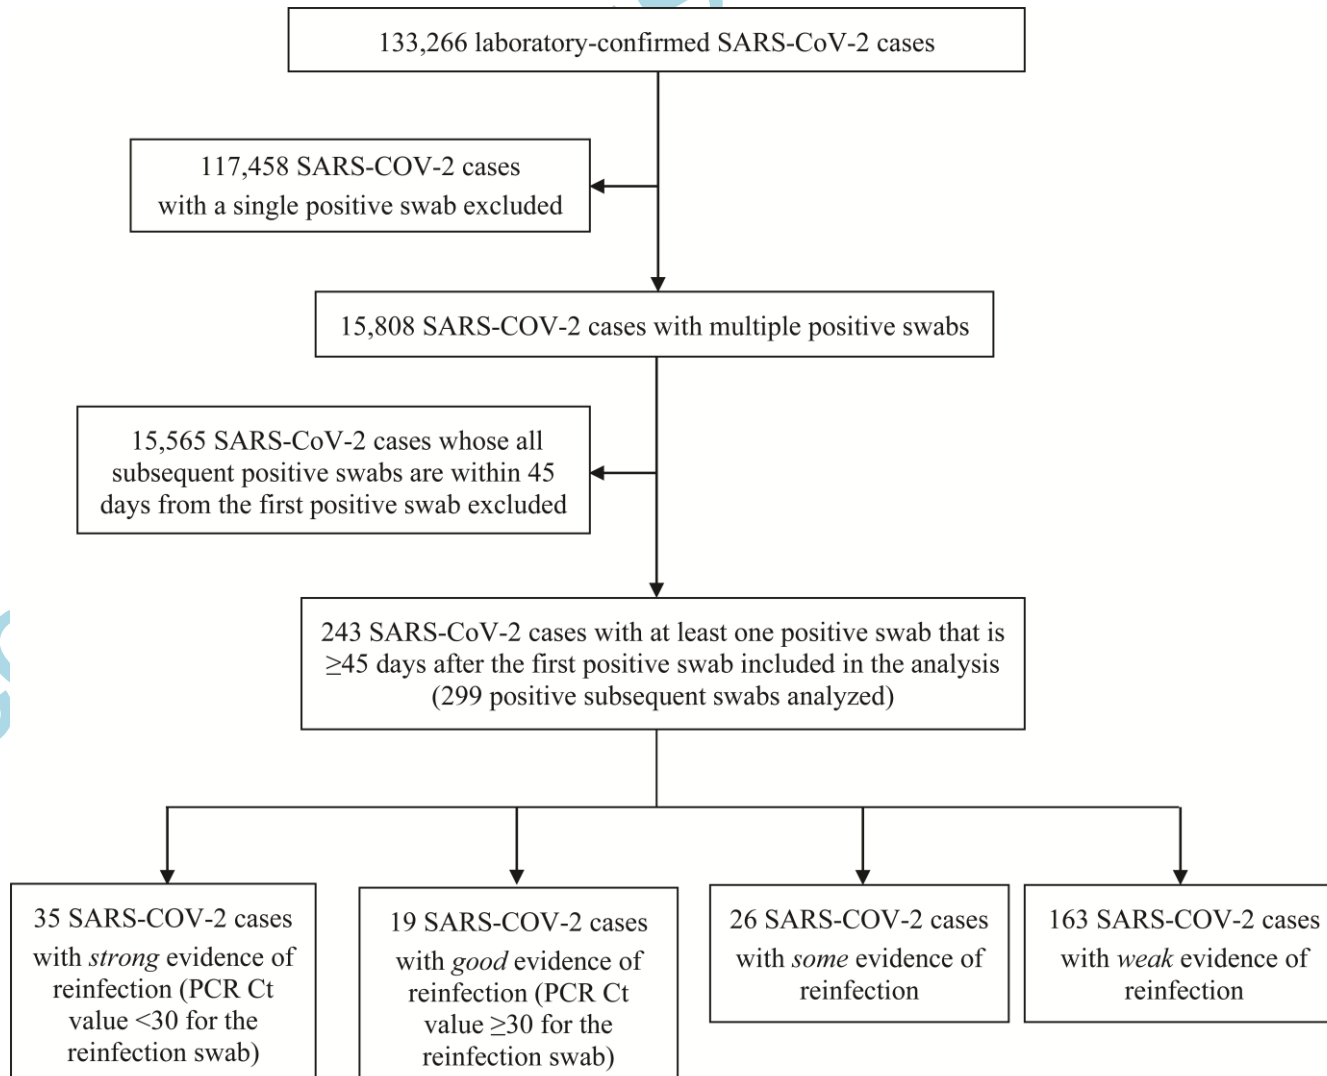 133,266 laboratory-confirmed SARS-CoV-2 cases
117,458 SARS-COV-2 cases
with a single positive swab excluded
15,808 SARS-COV-2 cases with multiple positive swabs
15,565 SARS-CoV-2 cases whose all
subsequent positive swabs are within 45
days from the first positive swab excluded
243 SARS-CoV-2 cases with at least one positive swab that is
≥45 days after the first positive swab included in the analysis
(299 positive subsequent swabs analyzed)
35 SARS-COV-2 cases
with strong evidence of
reinfection (PCR Ct
value <30 for the
reinfection swab)
19 SARS-COV-2 cases
with good evidence of
reinfection (PCR Ct
value ≥30 for the
reinfection swab)
26 SARS-COV-2 cases
with some evidence of
reinfection
163 SARS-COV-2 cases
with weak evidence of
reinfection